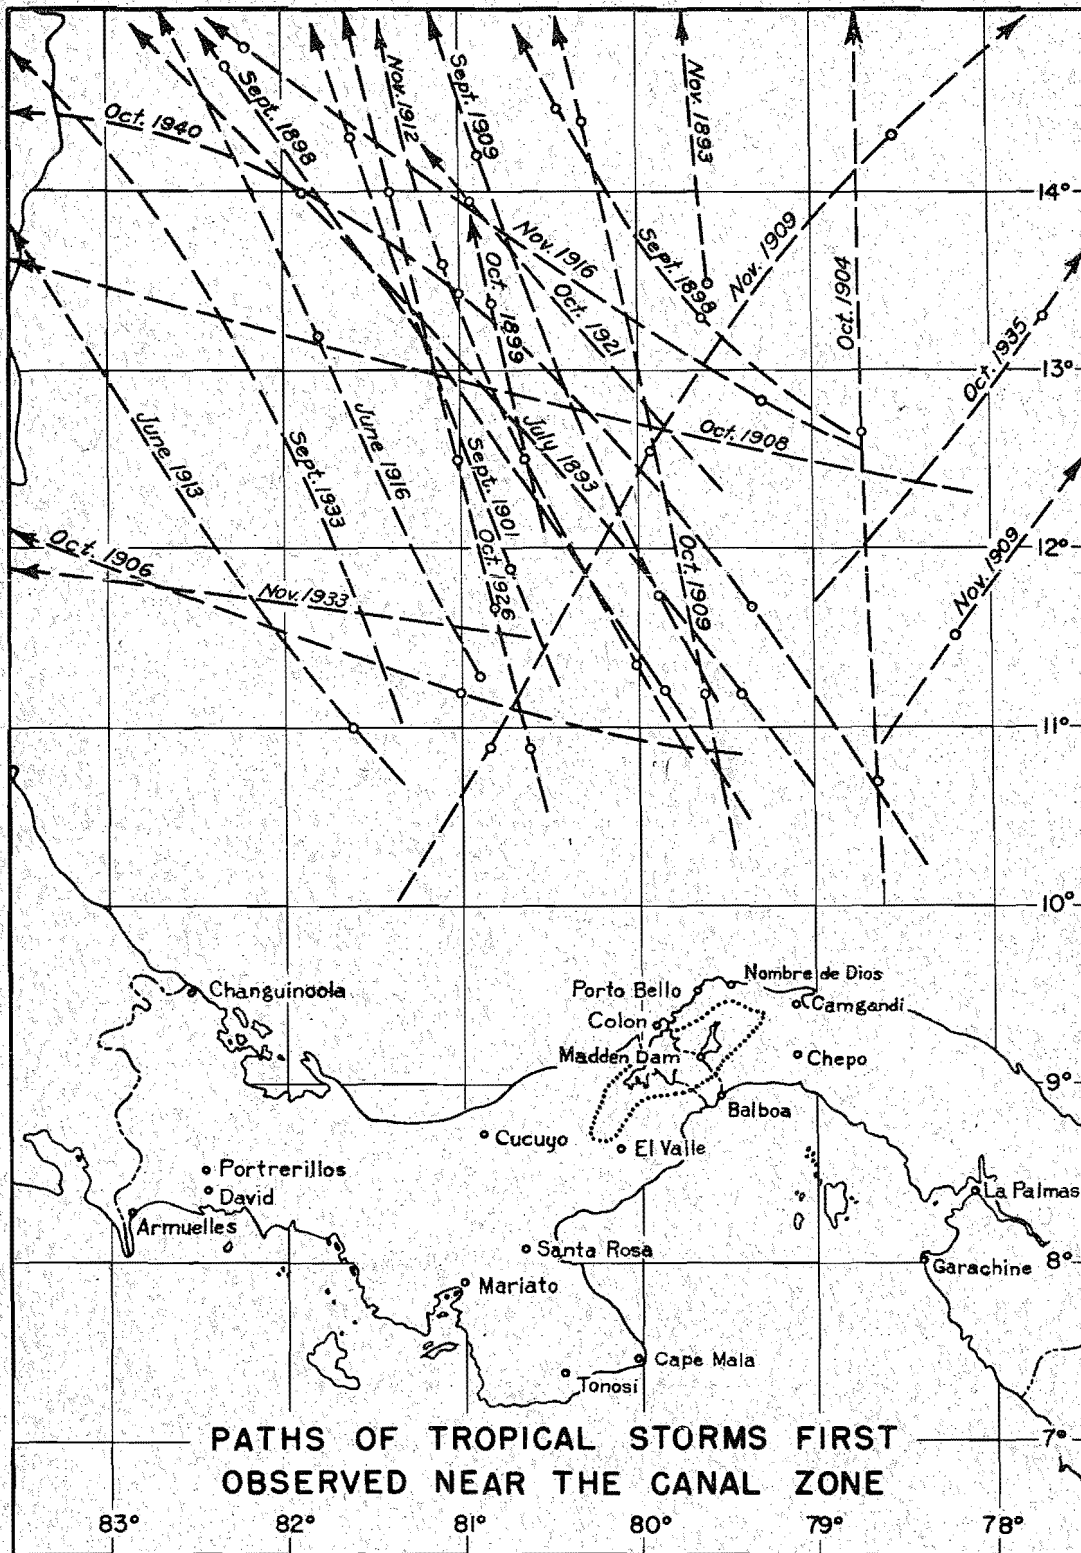 Oct. 1940
Sept. 1898
Nov. 1912
Sept. 1909
Nov. 1893
14°
Nov. 1916
Sept. 1898
Nov. 1909
Oct. 1904
Oct. 1899
Oct. 1921
Oct. 1935
13°
June 1913
Sept. 1933
June 1916
July 1893
Oct. 1908
Sept. 1901
Oct. 1926
12°
Oct. 1906
Nov. 1933
Oct. 1909
Nov. 1909
11°
10°
Changuinoola
Porto Bello
Nombre de Dios
Colon
Camgandi
Madden Dam
Chepo
9°
Balboa
Cucuyo
El Valle
Portrerillos
David
La Palmas
Armuelles
Santa Rosa
Garachine
8°
Mariato
Cape Mala
Tonosi
PATHS OF TROPICAL STORMS FIRST
7°
OBSERVED NEAR THE CANAL ZONE
83°
82°
81°
80°
79°
78°